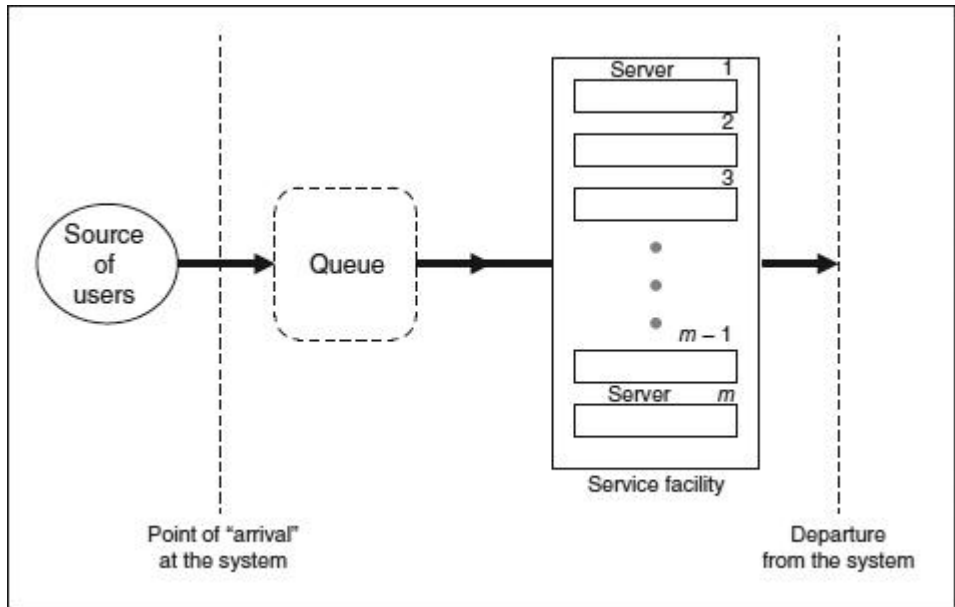 Source
of
users
Queue
Server 1
2
3
m – 1
Server m
Service facility
Point of “arrival”
at the system
Departure
from the system